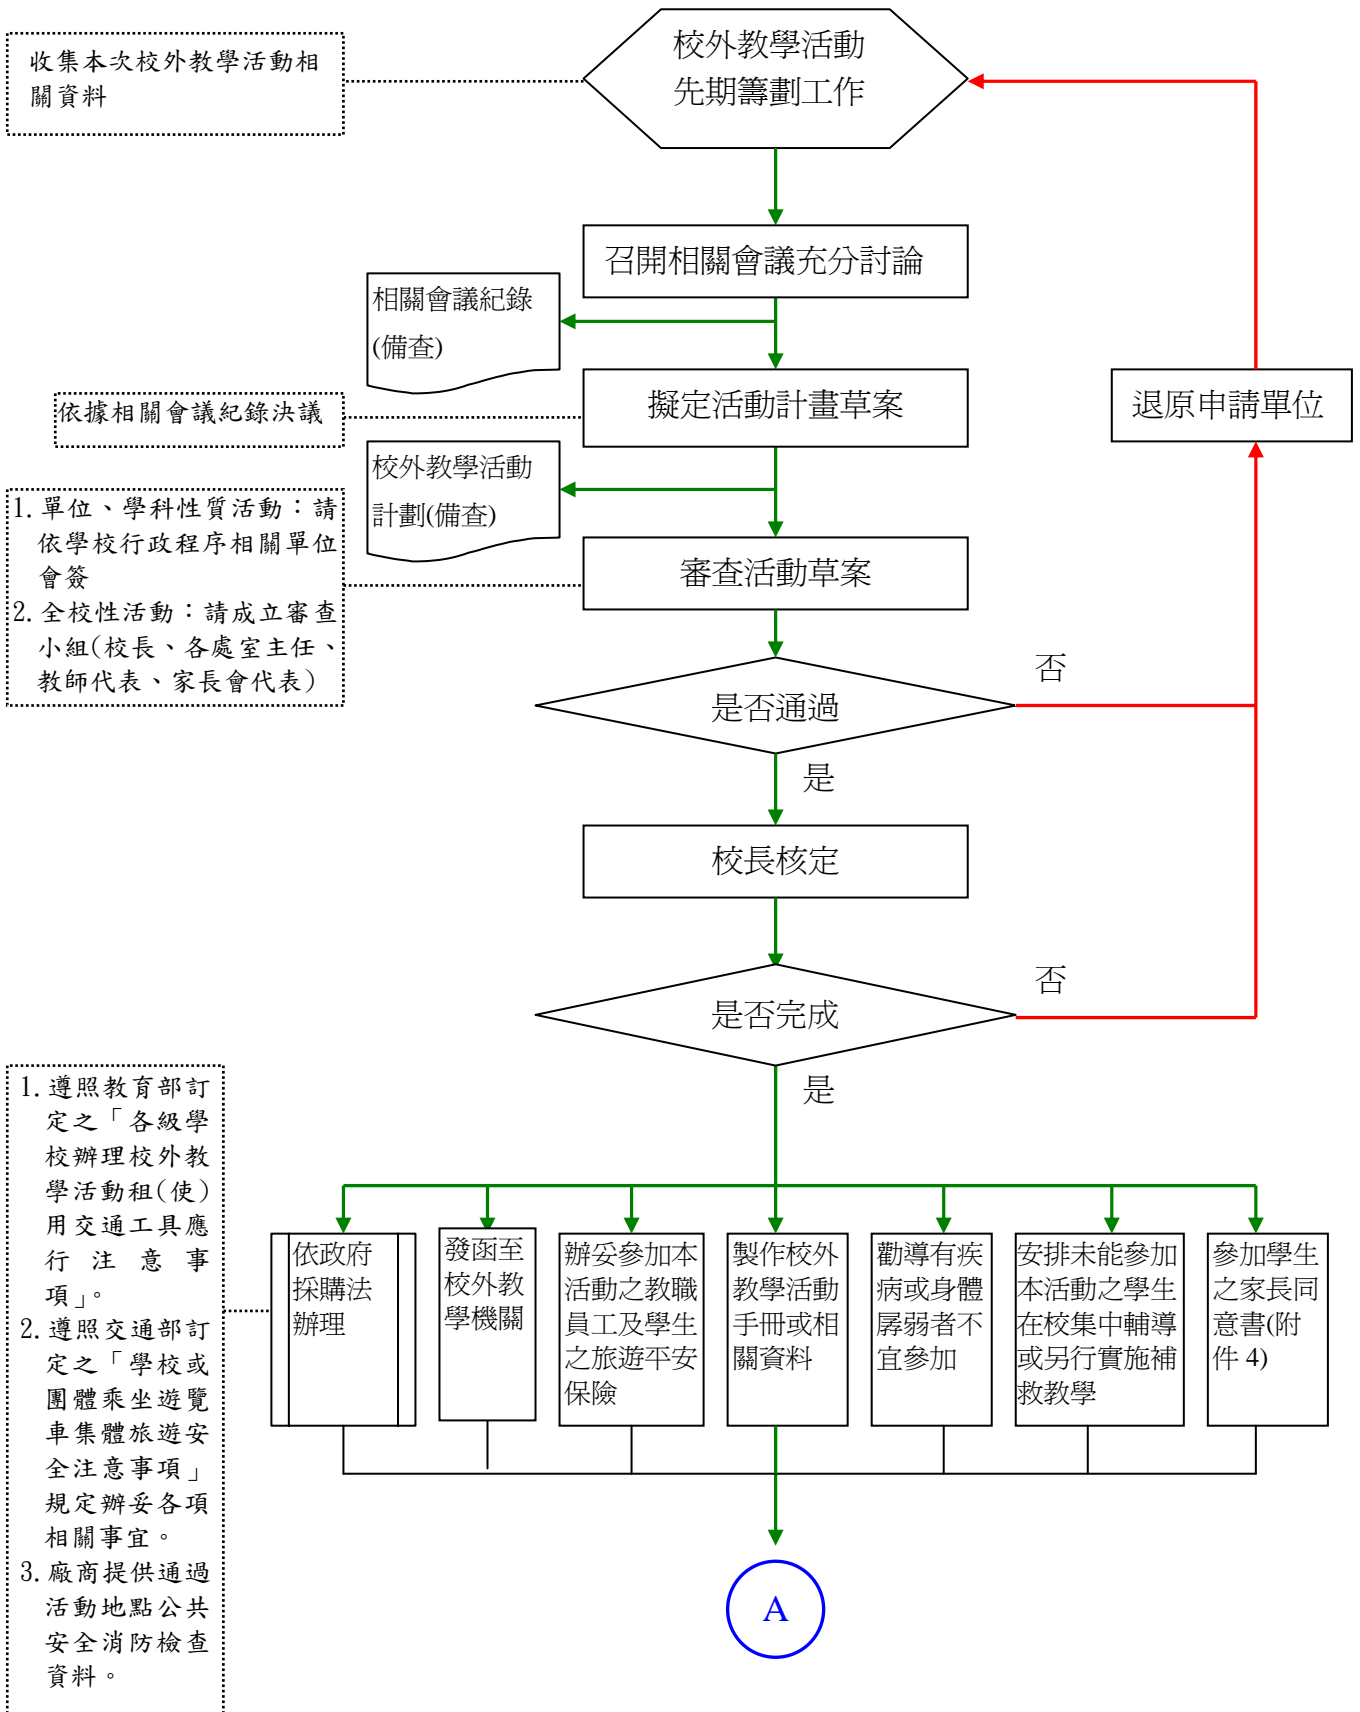 校外教學活動
先期籌劃工作
收集本次校外教學活動相
關資料
召開相關會議充分討論
相關會議紀錄
(備查)
擬定活動計畫草案
退原申請單位
依據相關會議紀錄決議
校外教學活動
計劃(備查)
1.單位、學科性質活動：請
依學校行政程序相關單位
會簽
2.全校性活動：請成立審查
小組(校長、各處室主任、
教師代表、家長會代表)
審查活動草案
是否通過
否
是
校長核定
是否完成
否
是
1.遵照教育部訂
定之「各級學
校辦理校外教
學活動租(使)
用交通工具應
行注意事
項」。
2.遵照交通部訂
定之「學校或
團體乘坐遊覽
車集體旅遊安
全注意事項」
規定辦妥各項
相關事宜。
3.廠商提供通過
活動地點公共
安全消防檢查
資料。
依政府
採購法
辦理
發函至
校外教
學機關
辦妥參加本
活動之教職
員工及學生
之旅遊平安
保險
製作校外
教學活動
手冊或相
關資料
勸導有疾
病或身體
孱弱者不
宜參加
安排未能參加
本活動之學生
在校集中輔導
或另行實施補
救教學
參加學生
之家長同
意書(附
件 4)
A